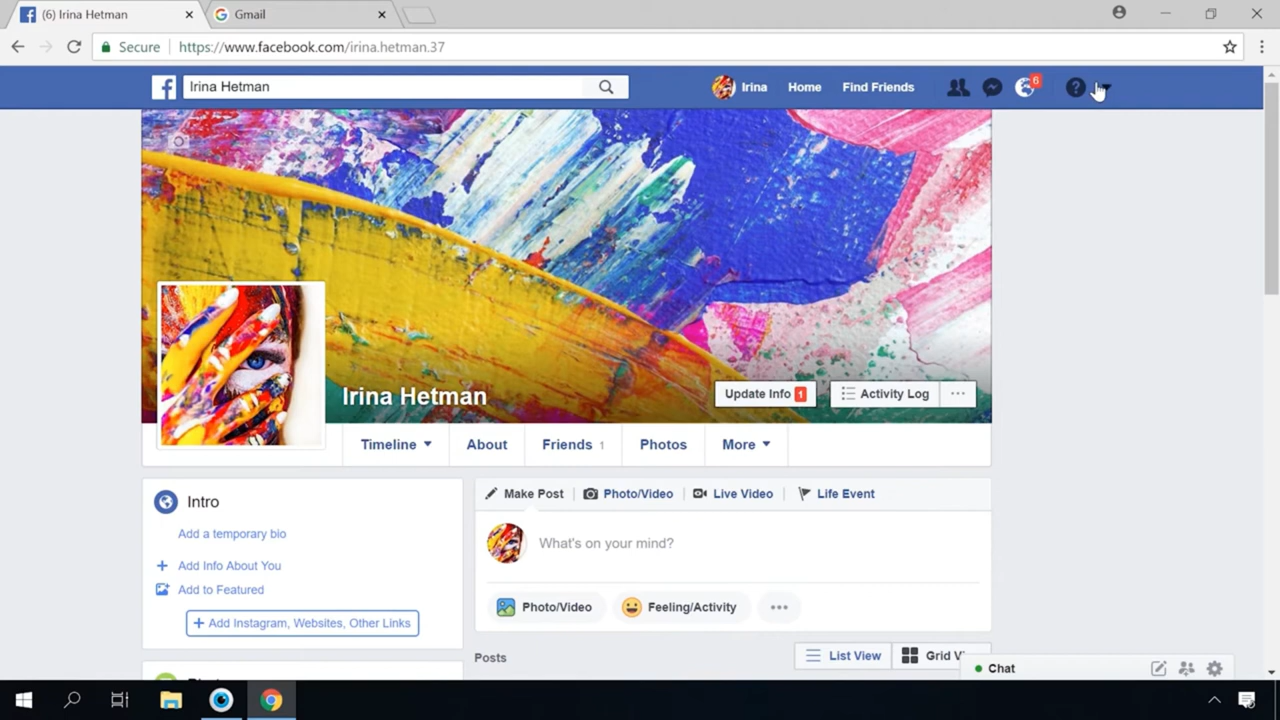 (6) Irina Hetman
Gmail
Secure
https://www.facebook.com/irina.hetman.37
Irina Hetman
Irina
Home
Find Friends
6
Irina Hetman
Update Info 1
Activity Log
Timeline
About
Friends 1
Photos
More
Intro
Add a temporary bio
+ Add Info About You
Add to Featured
+ Add Instagram, Websites, Other Links
Make Post
Photo/Video
Live Video
Life Event
What's on your mind?
Photo/Video
Feeling/Activity
Posts
List View
Grid
Chat